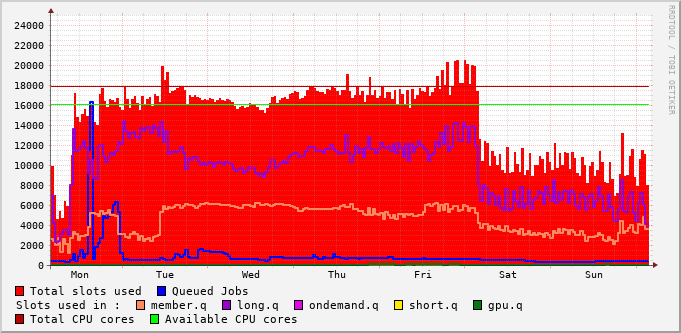 24000
22000
20000
18000
16000
14000
12000
10000
8000
6000
4000
2000
0
Mon Tue Wed Thu Fri Sat Sun
RRDTOOL / TOBI OETIKER
Total slots used Queued Jobs
Slots used in : member.q long.q ondemand.q short.q gpu.q
Total CPU cores Available CPU cores